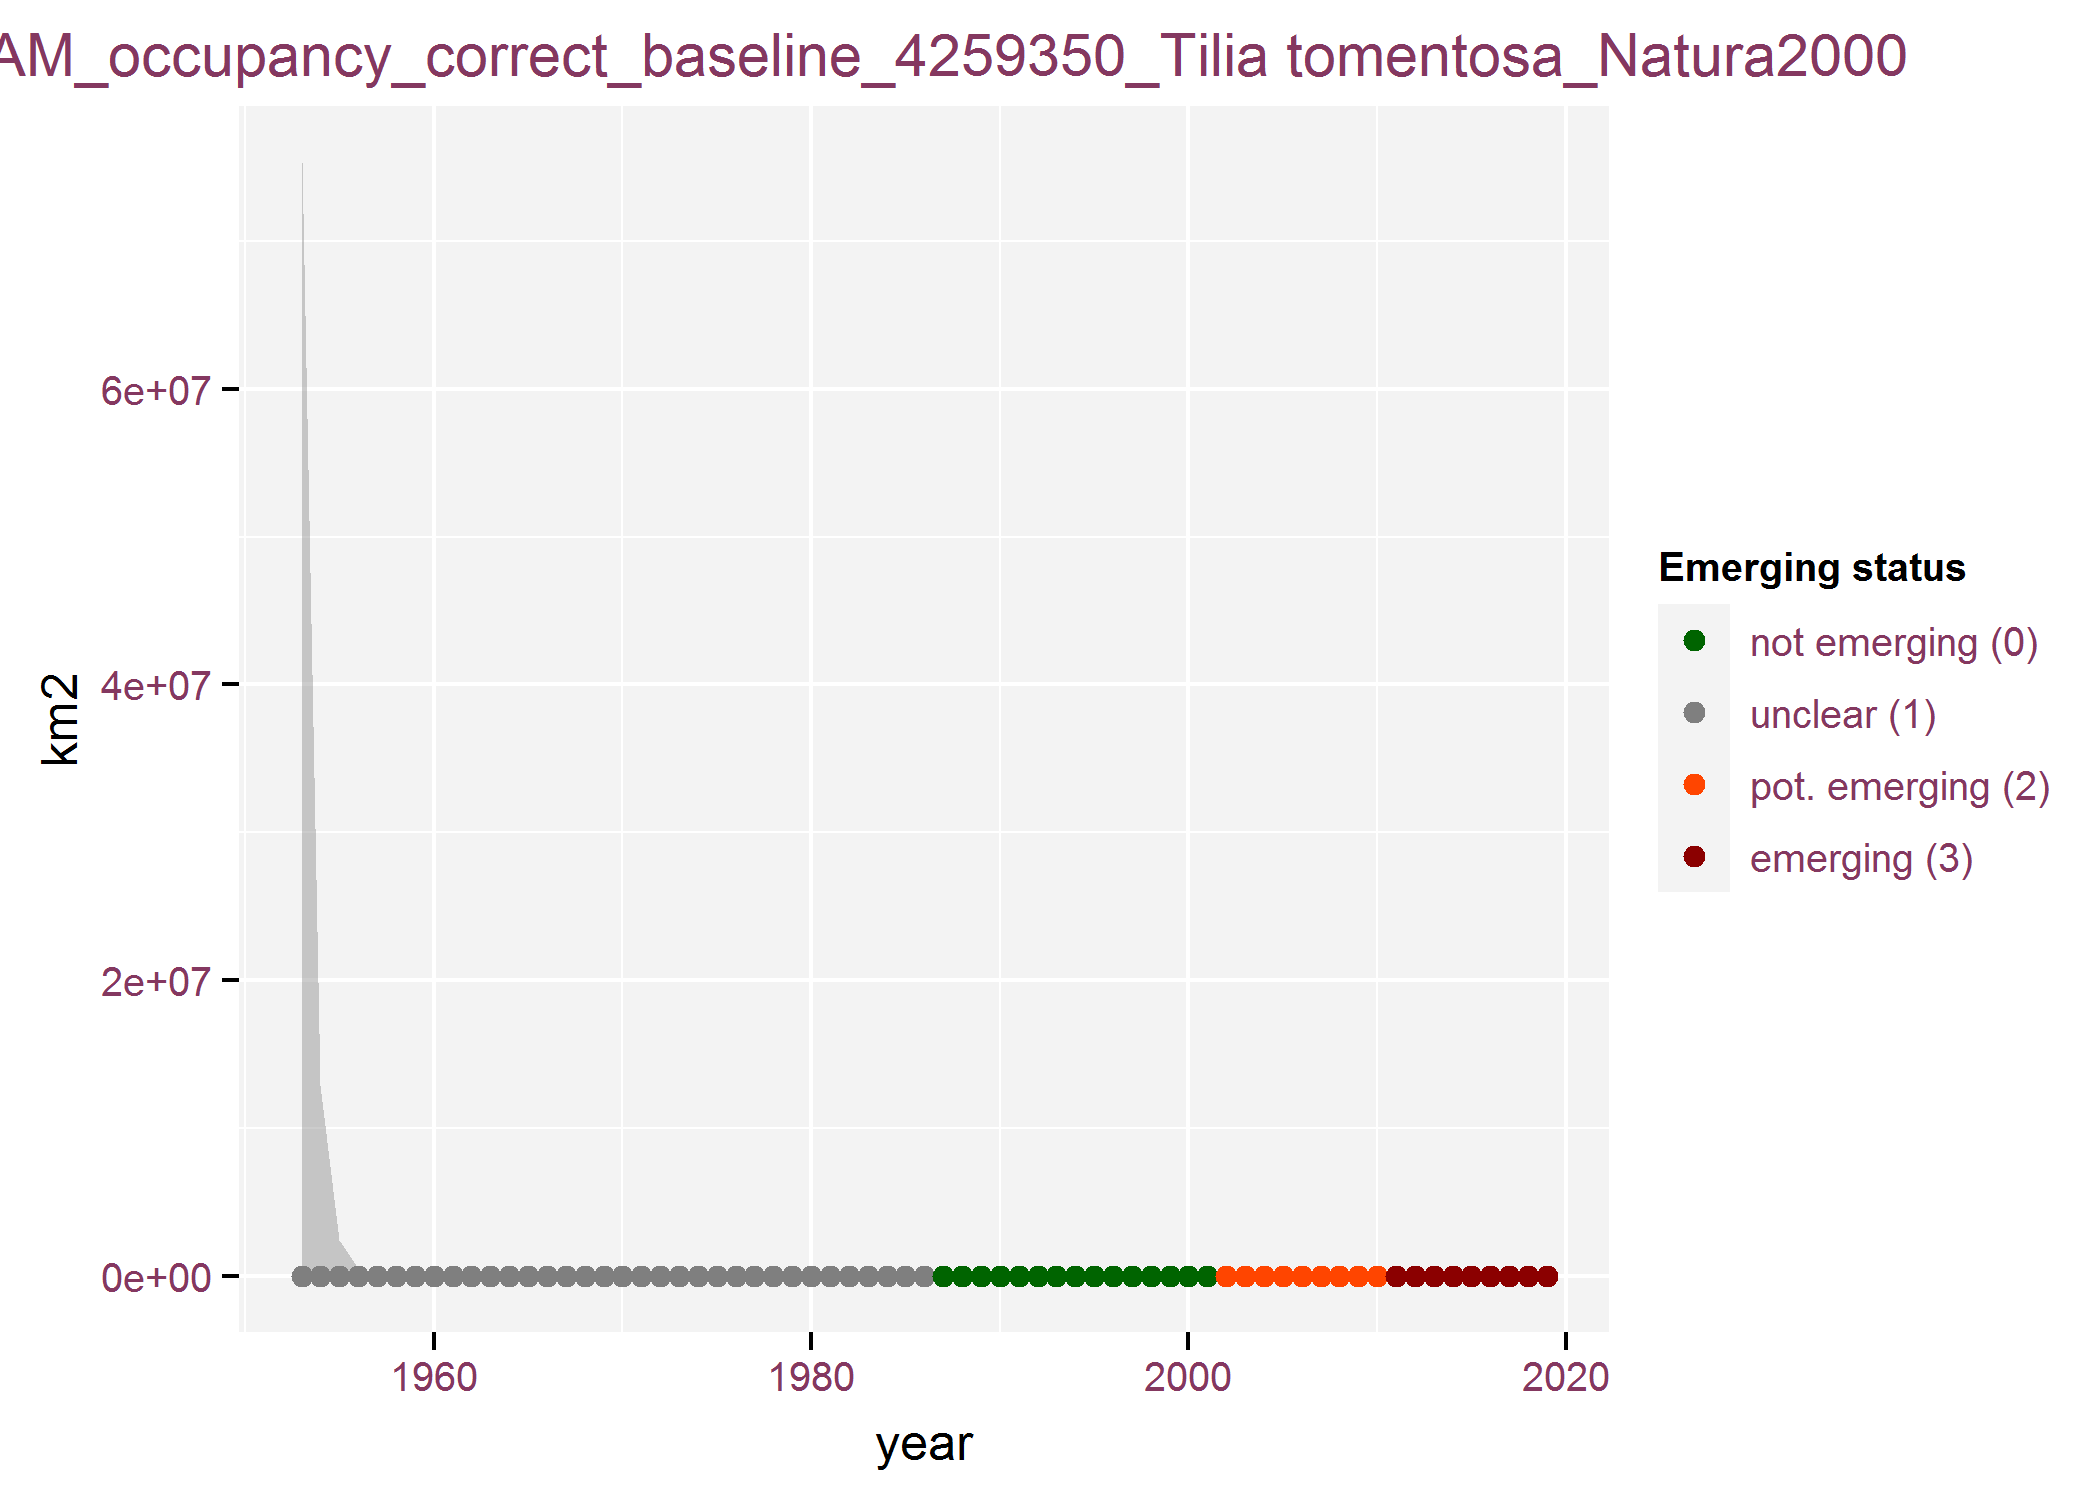 AM_occupancy_correct_baseline_4259350_Tilia tomentosa_Natura2000
6e+07
4e+07
2e+07
0e+00
km2
1960
1980
2000
2020
year
Emerging status
not emerging (0)
unclear (1)
pot. emerging (2)
emerging (3)